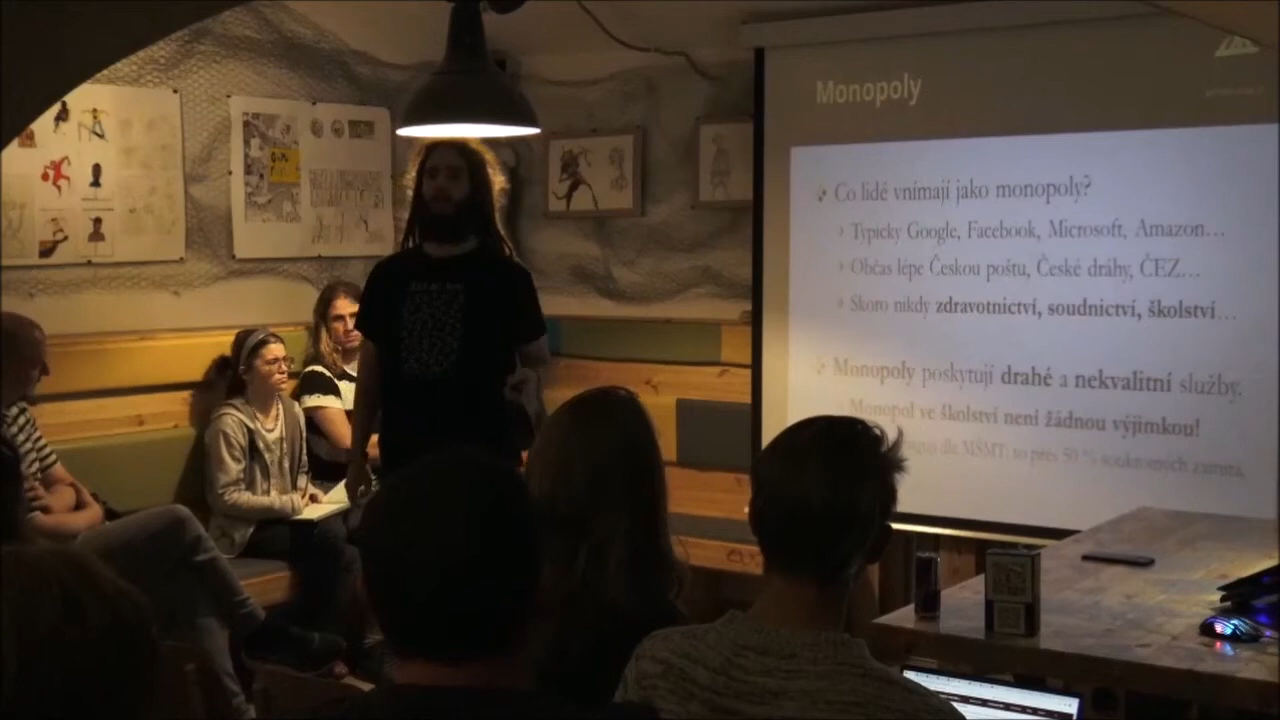 Monopoly
Co lidé vnímají jako monopoly?
Typicky Google, Facebook, Microsoft, Amazon…
Občas lépe Českou poštu, České dráhy, ČEZ…
Skoro nikdy zdravotnictví, soudnictví, školství…
Monopoly poskytují drahé a nekvalitní služby.
Monopol ve školství není žádnou výjimkou!
dle MŠMT: to přes 50 % soukromých zamítá.